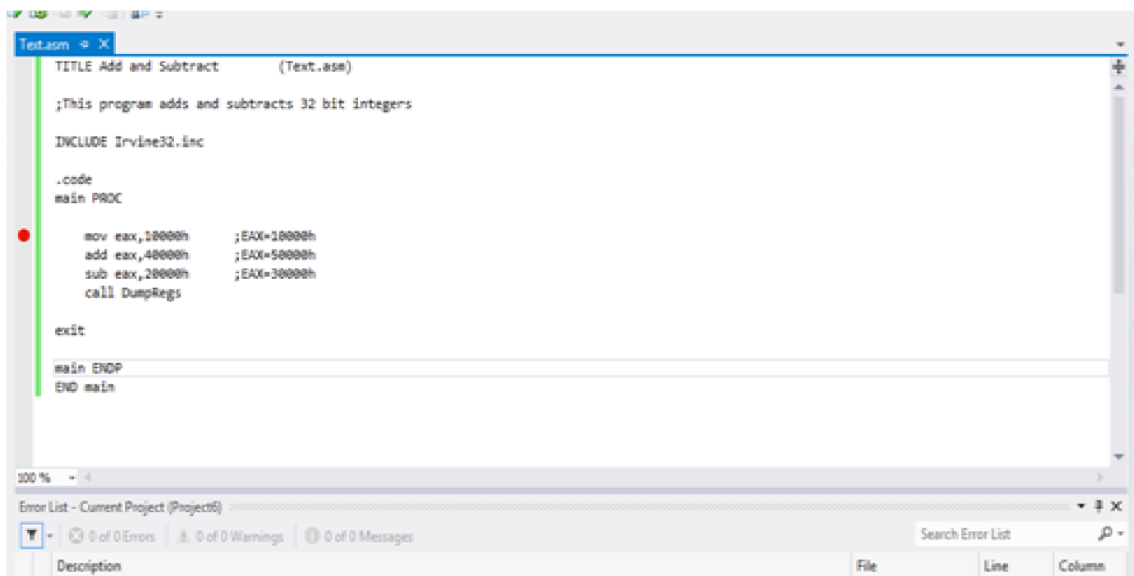 Text.asm
TITLE Add and Subtract (Text.asm)
;This program adds and subtracts 32 bit integers
INCLUDE Irvine32.inc
.code
main PROC
mov eax,10000h ;EAX=10000h
add eax,40000h ;EAX=50000h
sub eax,20000h ;EAX=30000h
call DumpRegs
exit
main ENDP
END main
100 %
Error List - Current Project (Project6)
0 of 0 Errors 0 of 0 Warnings 0 of 0 Messages Search Error List
Description File Line Column